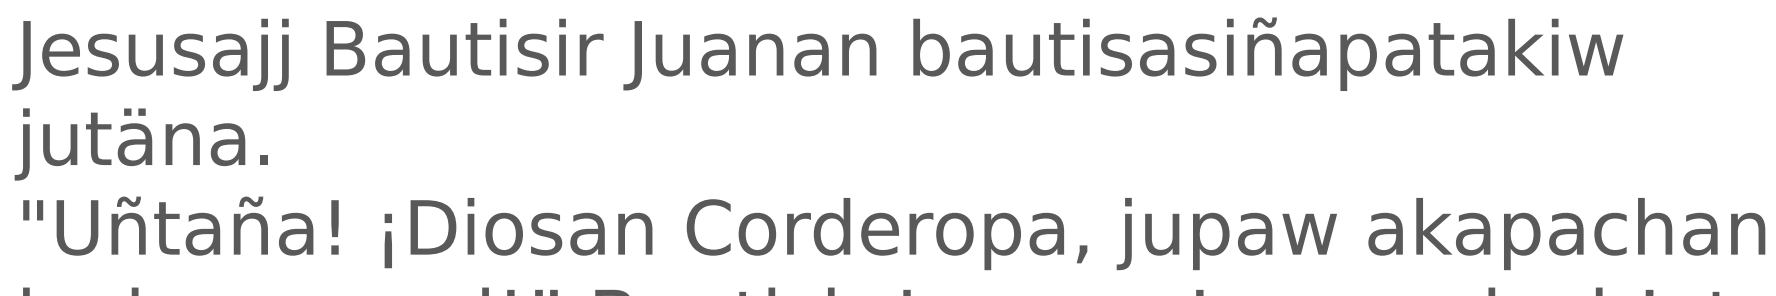 Jesusajj Bautisir Juanan bautisasiñapatakiw
jutäna.
"Uñtaña! ¡Diosan Corderopa, jupaw akapachan